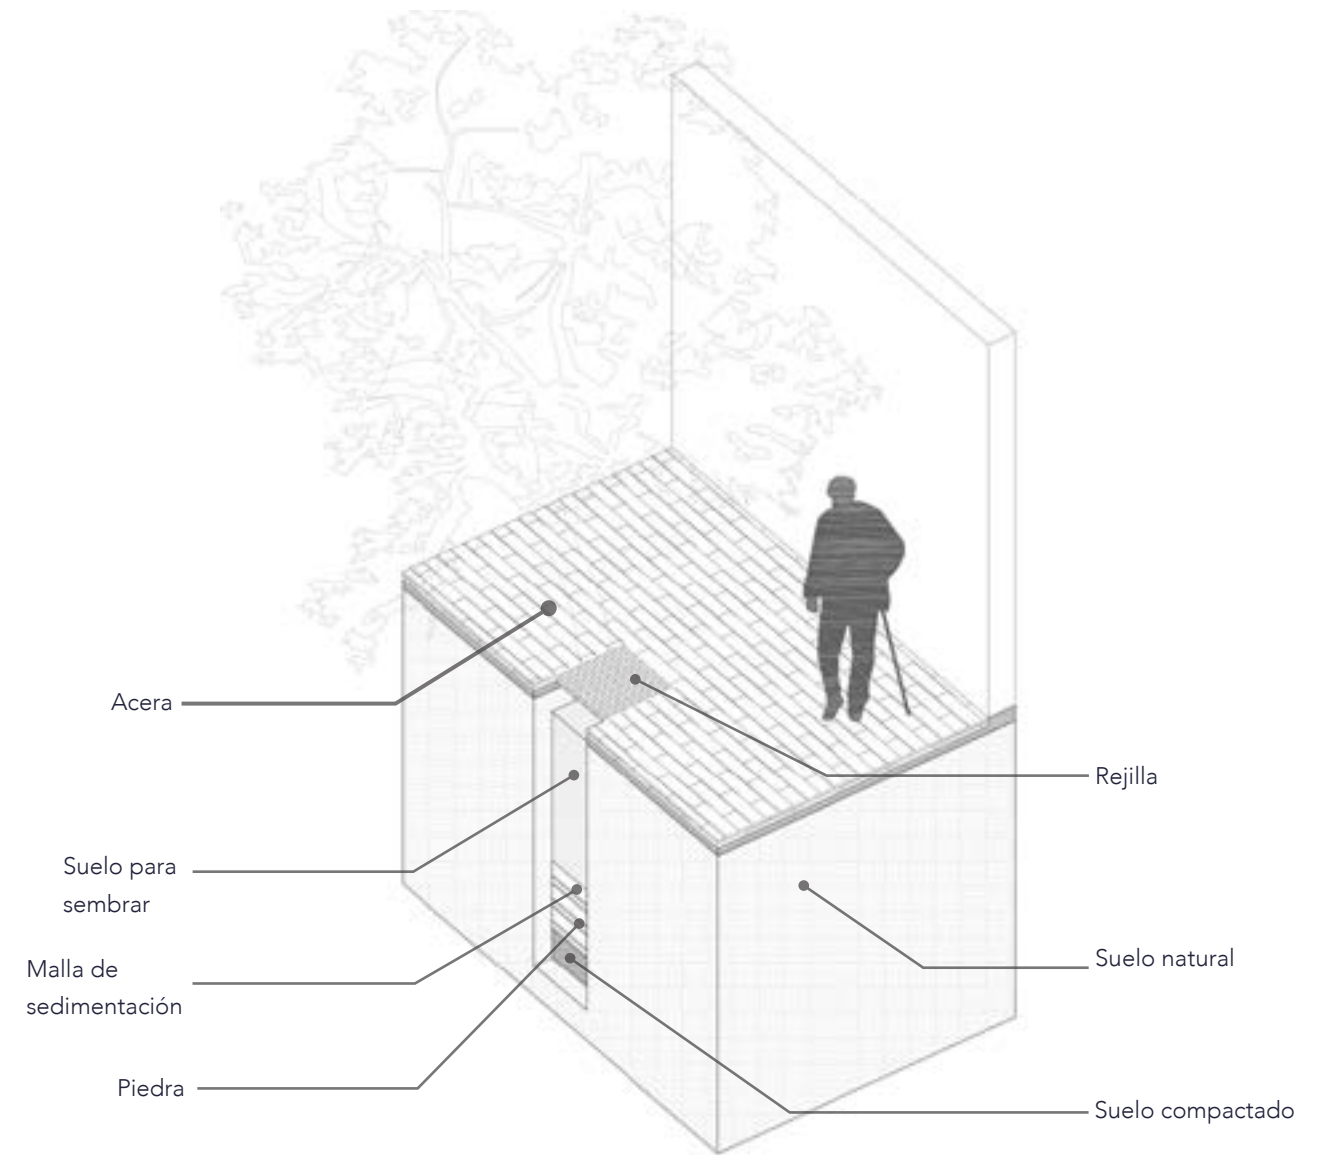 Acera
Rejilla
Suelo para
sembrar
Suelo natural
Malla de
sedimentación
Piedra
Suelo compactado